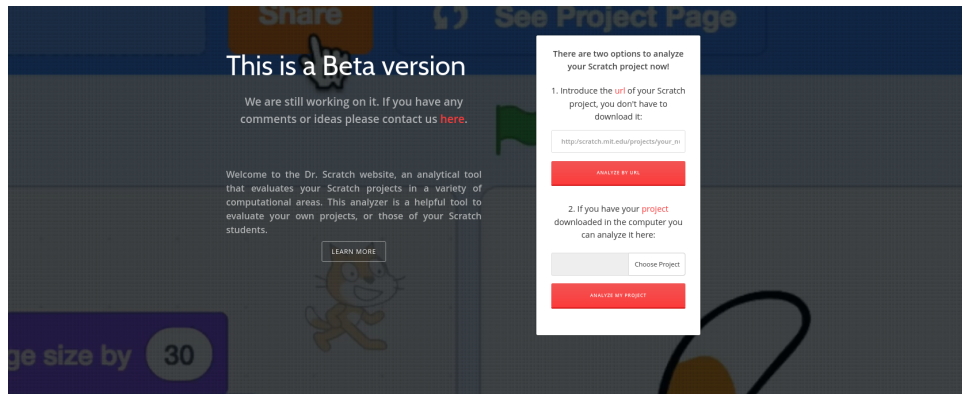 Share
See Project Page
This is a Beta version
We are still working on it. If you have any
comments or ideas please contact us here.
Welcome to the Dr. Scratch website, an analytical tool
that evaluates your Scratch projects in a variety of
computational areas. This analyzer is a helpful tool to
evaluate your own projects, or those of your Scratch
students.
LEARN MORE
ge size by 30
There are two options to analyze
your Scratch project now!
1. Introduce the url of your Scratch
project, you don't have to
download it:
http:/scratch.mit.edu/projects/your_n
ANALYZE BY URL
2. If you have your project
downloaded in the computer you
can analyze it here:
Choose Project
ANALYZE MY PROJECT